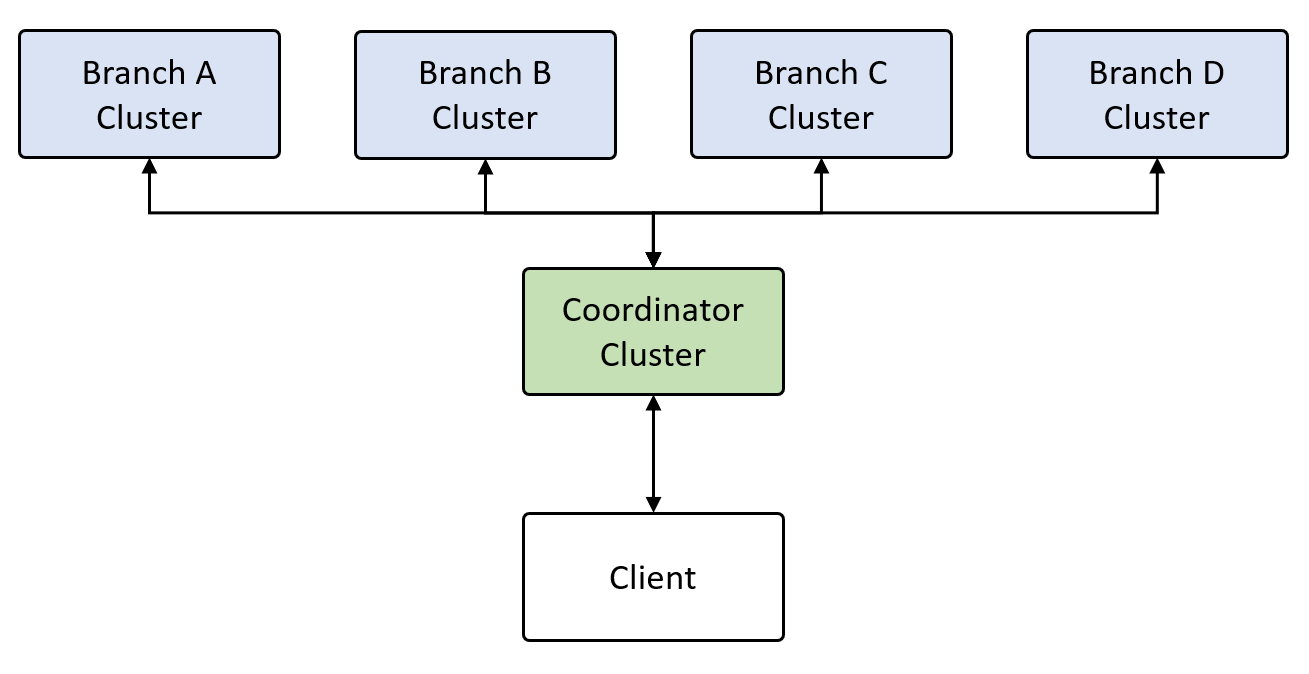 Branch A
Cluster
Branch B
Cluster
Branch C
Cluster
Branch D
Cluster
Coordinator
Cluster
Client